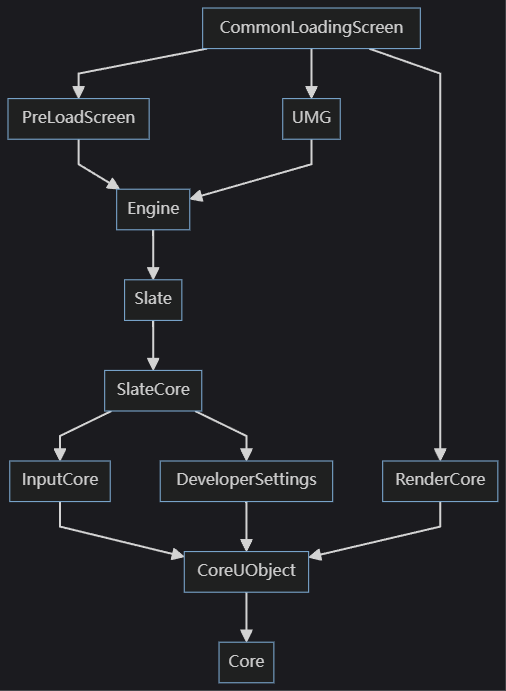 CommonLoadingScreen
PreLoadScreen
UMG
Engine
Slate
SlateCore
InputCore
DeveloperSettings
RenderCore
CoreUObject
Core